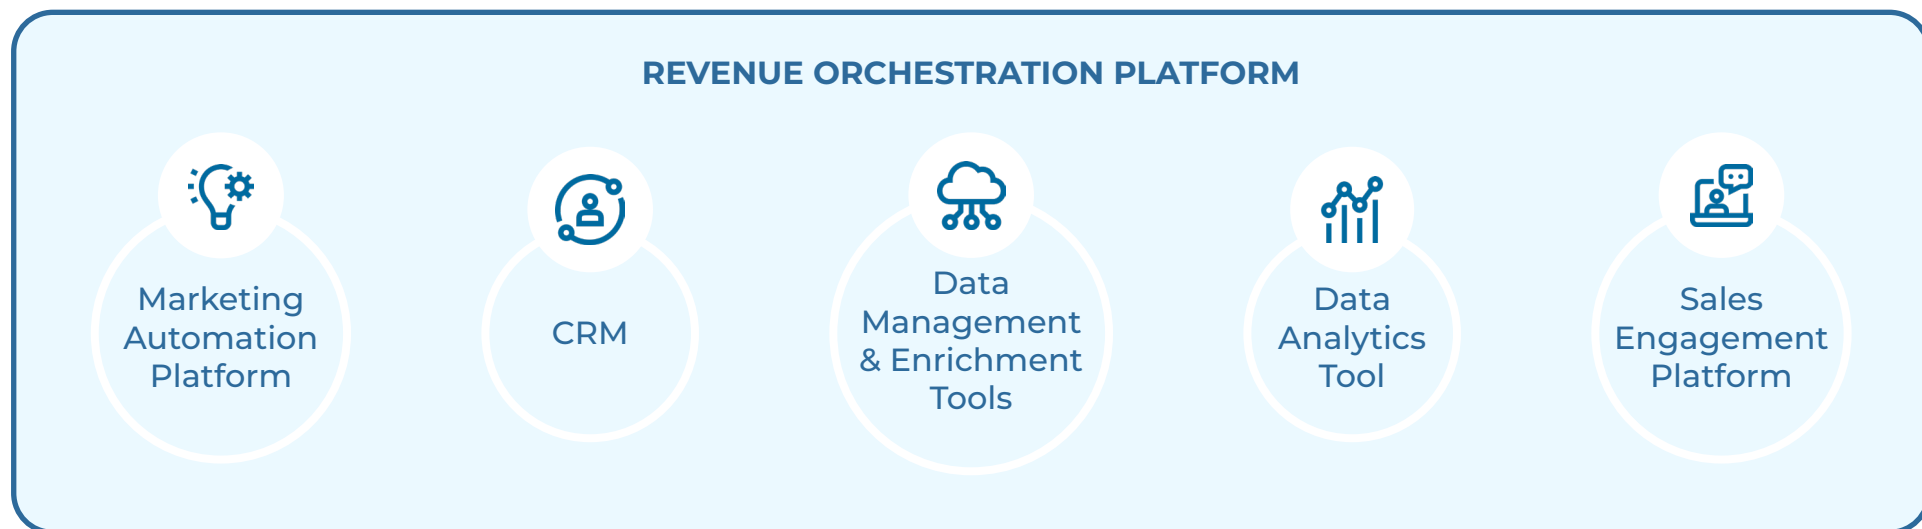 REVENUE ORCHESTRATION PLATFORM
Marketing
Automation
Platform
CRM
Data
Management
& Enrichment
Tools
Data
Analytics
Tool
Sales
Engagement
Platform